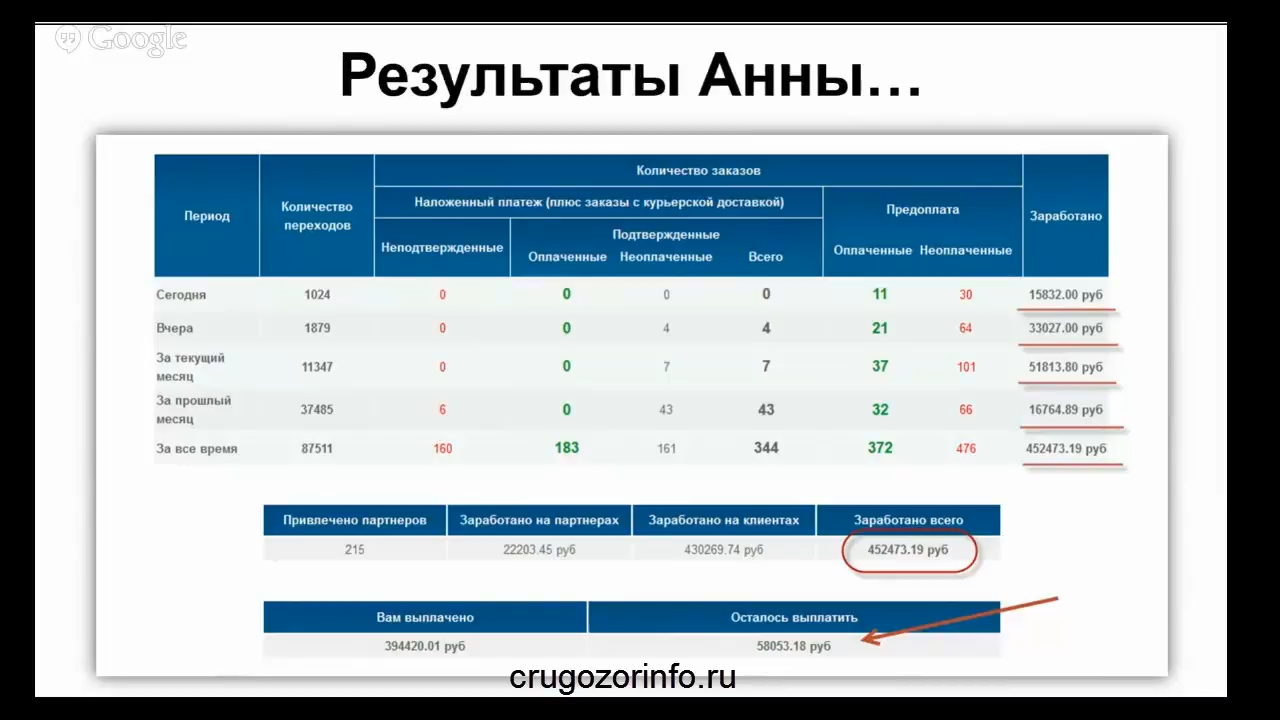 Google
Результаты Анны...
Количество заказов
Период
Количество
переходов
Наложенный платеж (плюс заказы с курьерской доставкой)
Предоплата
Заработано
Неподтвержденные
Подтвержденные
Оплаченные Неоплаченные Всего
Оплаченные Неоплаченные
Сегодня 1024 0 0 0 0 11 30 15832.00 руб
Вчера 1879 0 0 4 4 21 64 33027.00 руб
За текущий
месяц 11347 0 0 7 7 37 101 51813.80 руб
За прошлый
месяц 37485 6 0 43 43 32 66 16764.89 руб
За все время 87511 160 183 161 344 372 476 452473.19 руб
Привлечено партнеров Заработано на партнерах Заработано на клиентах Заработано всего
215 22203.45 руб 430269.74 руб 452473.19 руб
Вам выплачено Осталось выплатить
394420.01 руб 58053.18 руб
crugozorinfo.ru